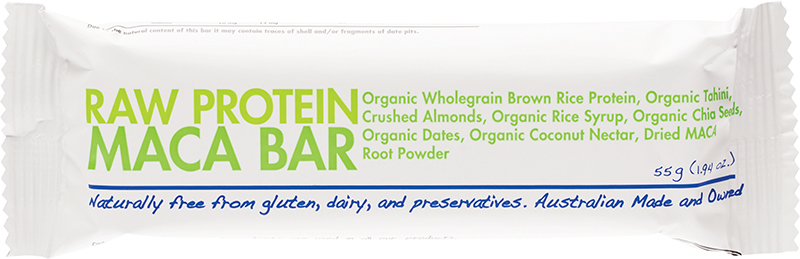 natural content of this bar it may contain traces of shell and/or fragments of date pits.
RAW PROTEIN
MACA BAR
Organic Wholegrain Brown Rice Protein, Organic Tahini,
Crushed Almonds, Organic Rice Syrup, Organic Chia Seeds,
Organic Dates, Organic Coconut Nectar, Dried MACA
Root Powder
55g (1.94 oz.)
Naturally free from gluten, dairy, and preservatives. Australian Made and Owned